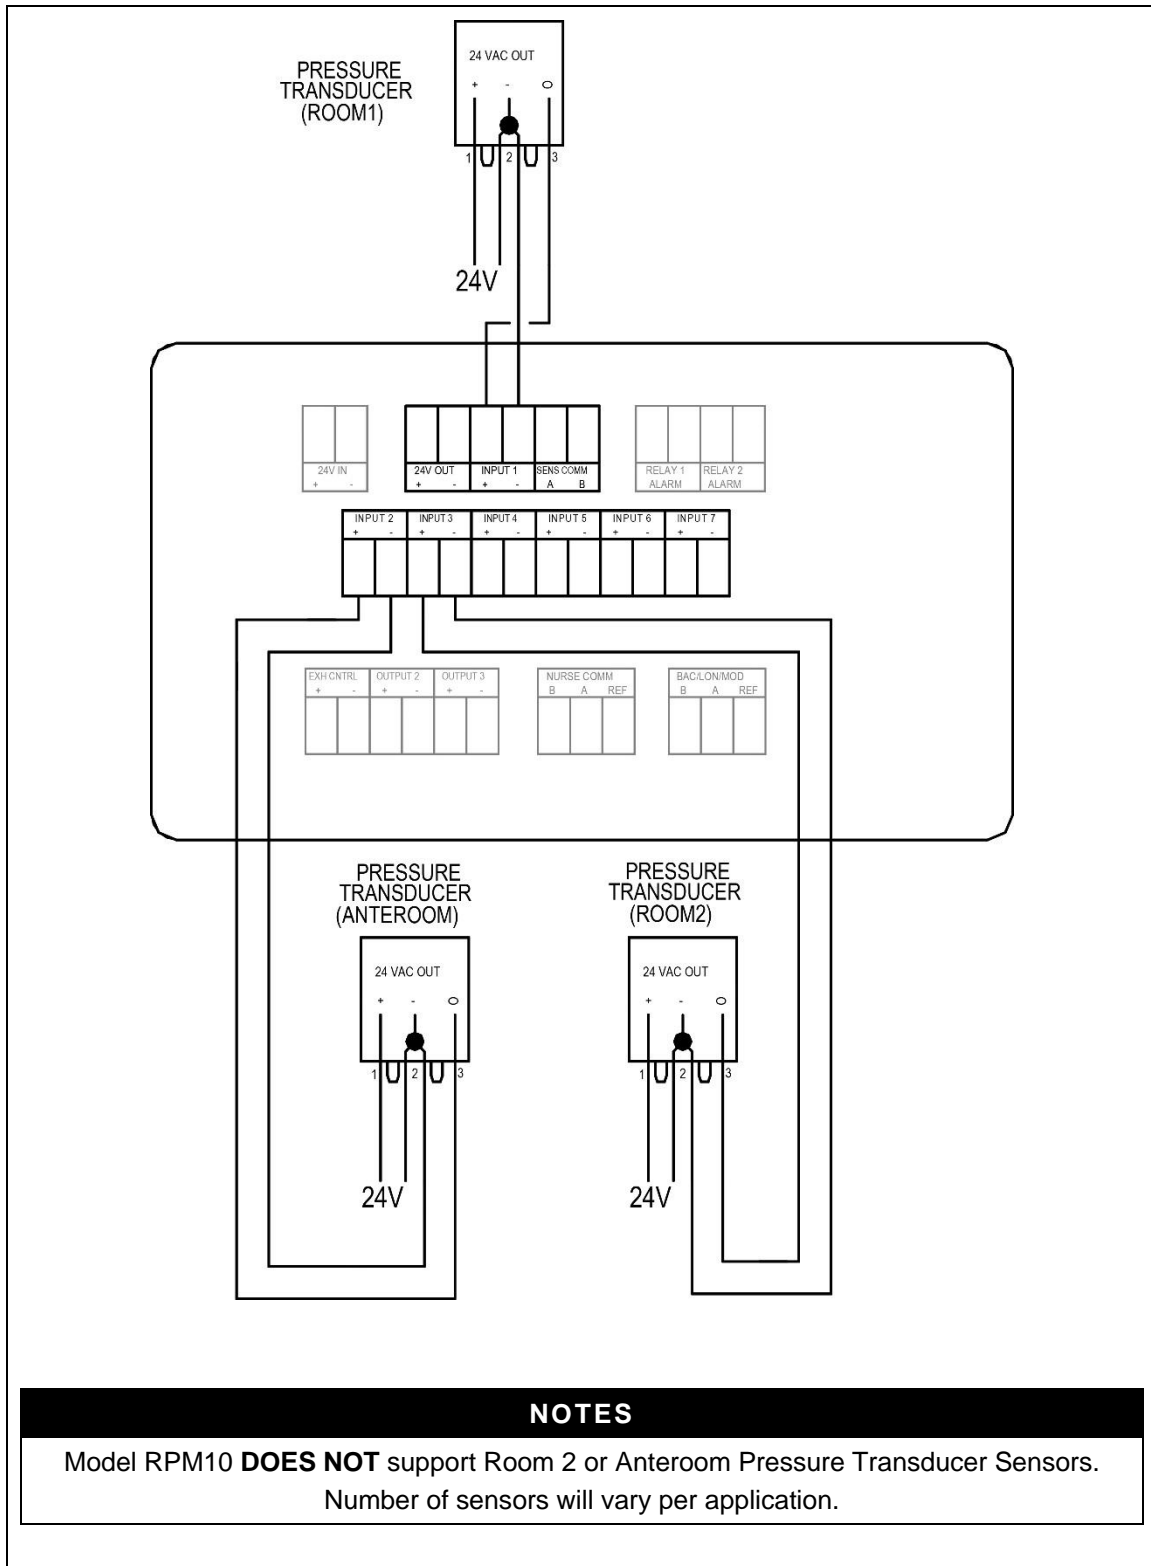 PRESSURE
TRANSDUCER
(ROOM1)
24 VAC OUT
+ - O
1 2 3
24V
24V IN
+ -
24V OUT INPUT 1 SENS COMM
+ - + - A B
RELAY 1 RELAY 2
ALARM ALARM
INPUT 2 INPUT 3 INPUT 4 INPUT 5 INPUT 6 INPUT 7
+ - + - + - + - + - + -
EXH CNTRL OUTPUT 2 OUTPUT 3
+ - + - + -
NURSE COMM
B A REF
BAC/LON/MOD
B A REF
PRESSURE
TRANSDUCER
(ANTEROOM)
24 VAC OUT
+ - O
1 2 3
24V
PRESSURE
TRANSDUCER
(ROOM2)
24 VAC OUT
+ - O
1 2 3
24V
NOTES
Model RPM10 DOES NOT support Room 2 or Anteroom Pressure Transducer Sensors.
Number of sensors will vary per application.